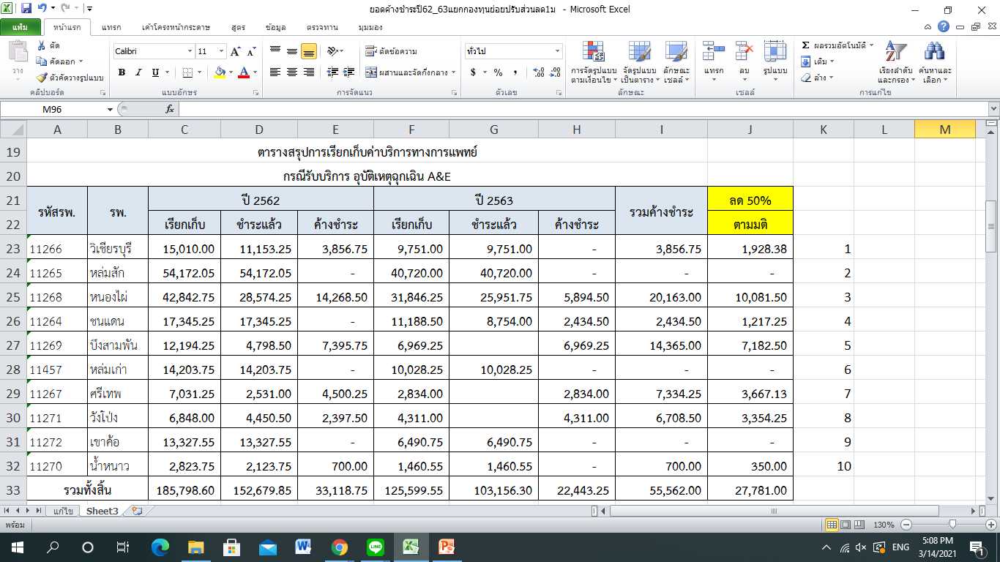 ยอดค้างชำระปี62_63แยกกองทุนย่อยปรับส่วนลด1ม - Microsoft Excel
แฟ้ม หน้าแรก แทรก เค้าโครงหน้ากระดาษ สูตร ข้อมูล ตรวจทาน มุมมอง
วาง ตัด คัดลอก ตัวคัดวางรูปแบบ คลิปบอร์ด
Calibri 11 B I U แบบอักษร
ตัดข้อความ ผสานและจัดกึ่งกลาง การจัดแนว
ทั่วไป $ % , ตัวเลข
การจัดรูปแบบตามเงื่อนไข จัดรูปแบบเป็นตาราง ลักษณะเซลล์ ลักษณะ
แทรก ลบ รูปแบบ เซลล์
Σ ผลรวมอัตโนมัติ เติม ล้าง เรียงลำดับและกรอง ค้นหาและเลือก การแก้ไข
M96 fx
A B C D E F G H I J K L M
19 ตารางสรุปการเรียกเก็บค่าบริการทางการแพทย์
20 กรณีรับบริการ อุบัติเหตุฉุกเฉิน A&E
21 รหัสรพ. รพ. ปี 2562 ปี 2563 รวมค้างชำระ ลด 50%
22 เรียกเก็บ ชำระแล้ว ค้างชำระ เรียกเก็บ ชำระแล้ว ค้างชำระ ตามมติ
23 11266 วิเชียรบุรี 15,010.00 11,153.25 3,856.75 9,751.00 9,751.00 - 3,856.75 1,928.38 1
24 11265 หล่มสัก 54,172.05 54,172.05 - 40,720.00 40,720.00 - - - 2
25 11268 หนองไผ่ 42,842.75 28,574.25 14,268.50 31,846.25 25,951.75 5,894.50 20,163.00 10,081.50 3
26 11264 ชนแดน 17,345.25 17,345.25 - 11,188.50 8,754.00 2,434.50 2,434.50 1,217.25 4
27 11269 บึงสามพัน 12,194.25 4,798.50 7,395.75 6,969.25 6,969.25 14,365.00 7,182.50 5
28 11457 หล่มเก่า 14,203.75 14,203.75 - 10,028.25 10,028.25 - - - 6
29 11267 ศรีเทพ 7,031.25 2,531.00 4,500.25 2,834.00 2,834.00 7,334.25 3,667.13 7
30 11271 วังโป่ง 6,848.00 4,450.50 2,397.50 4,311.00 4,311.00 6,708.50 3,354.25 8
31 11272 เขาค้อ 13,327.55 13,327.55 - 6,490.75 6,490.75 - - - 9
32 11270 น้ำหนาว 2,823.75 2,123.75 700.00 1,460.55 1,460.55 - 700.00 350.00 10
33 รวมทั้งสิ้น 185,798.60 152,679.85 33,118.75 125,599.55 103,156.30 22,443.25 55,562.00 27,781.00
แก้ไข Sheet3
พร้อม 130%
ENG 5:08 PM
3/14/2021 1